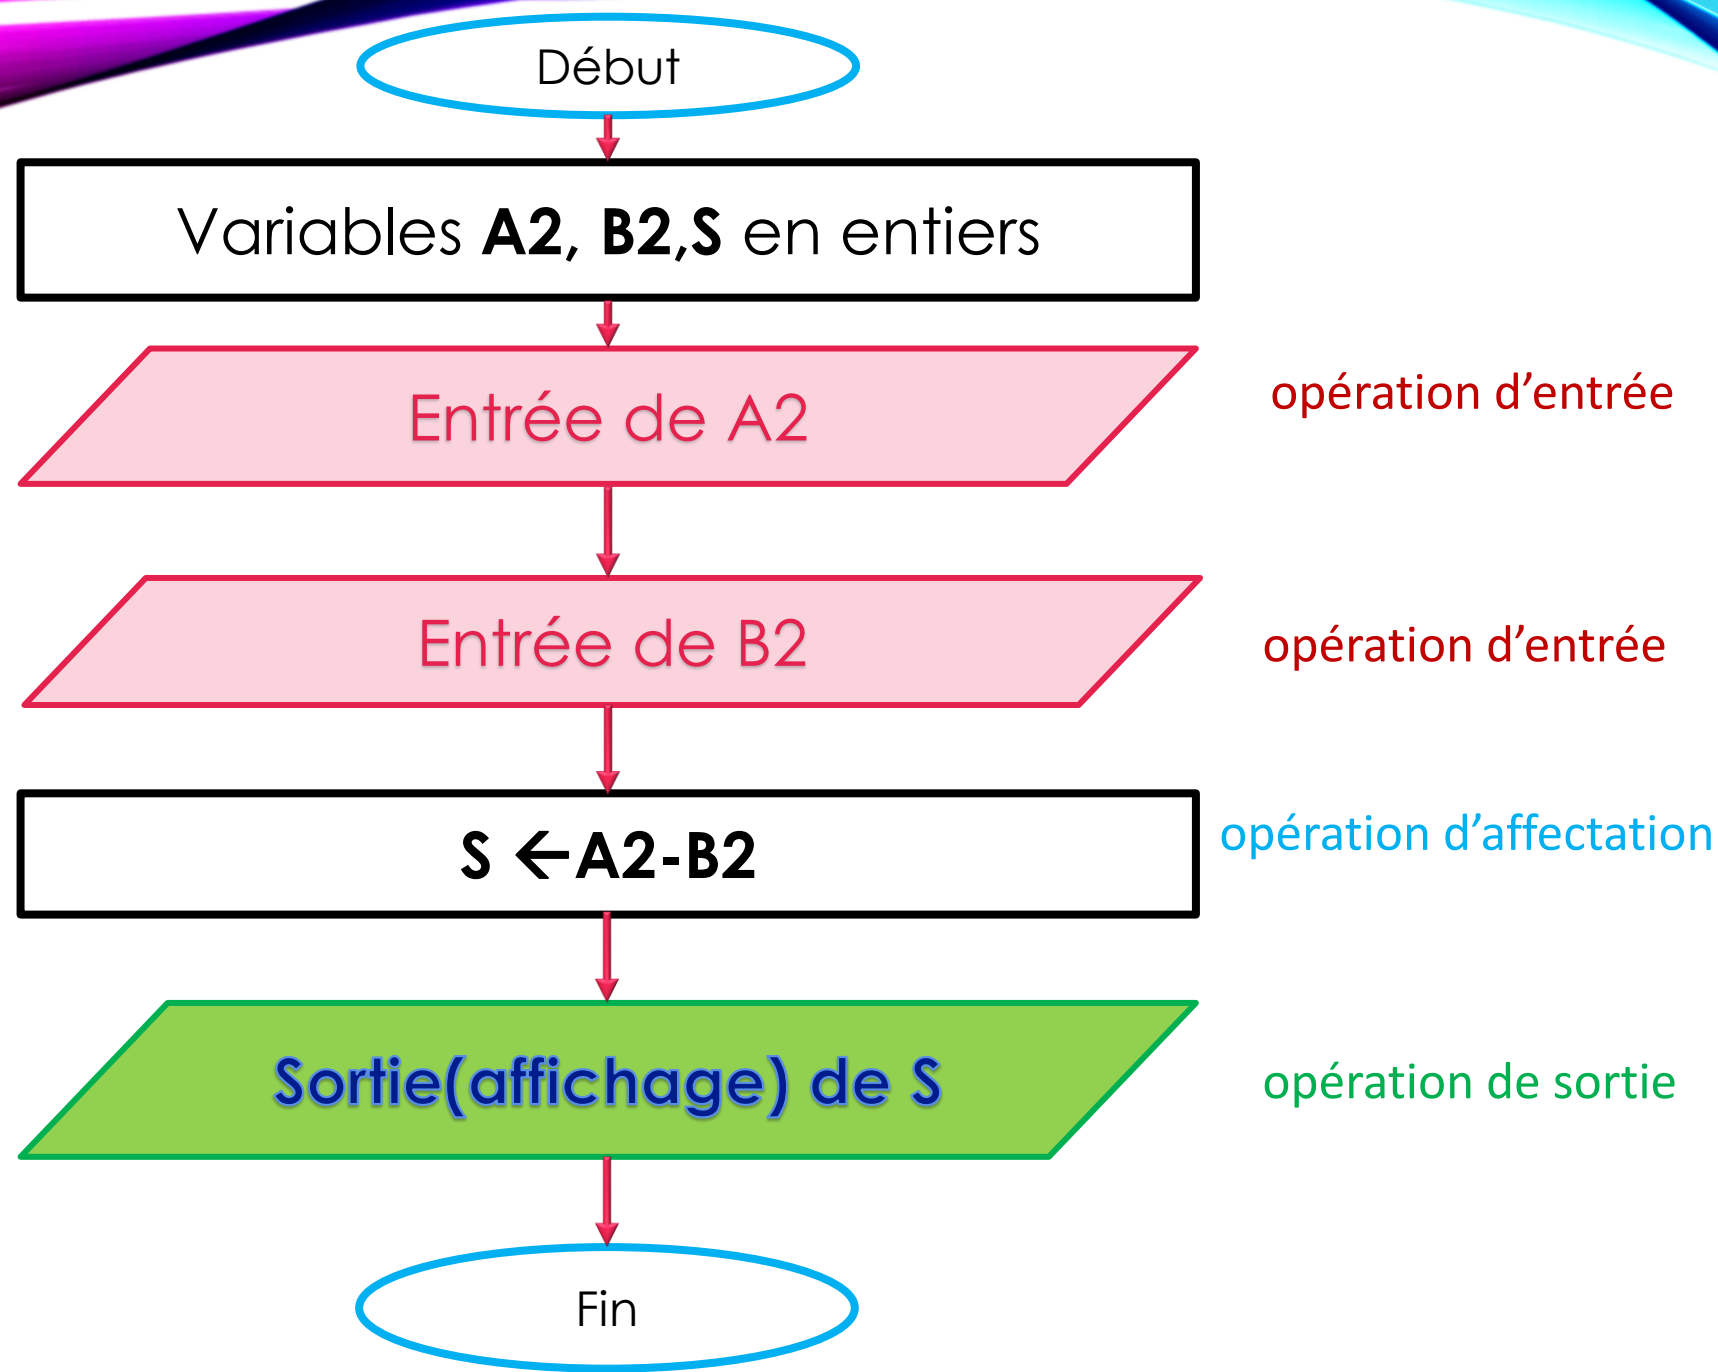 Début
Variables A2, B2,S en entiers
Entrée de A2
opération d’entrée
Entrée de B2
opération d’entrée
S ←A2-B2
opération d’affectation
Sortie(affichage) de S
opération de sortie
Fin